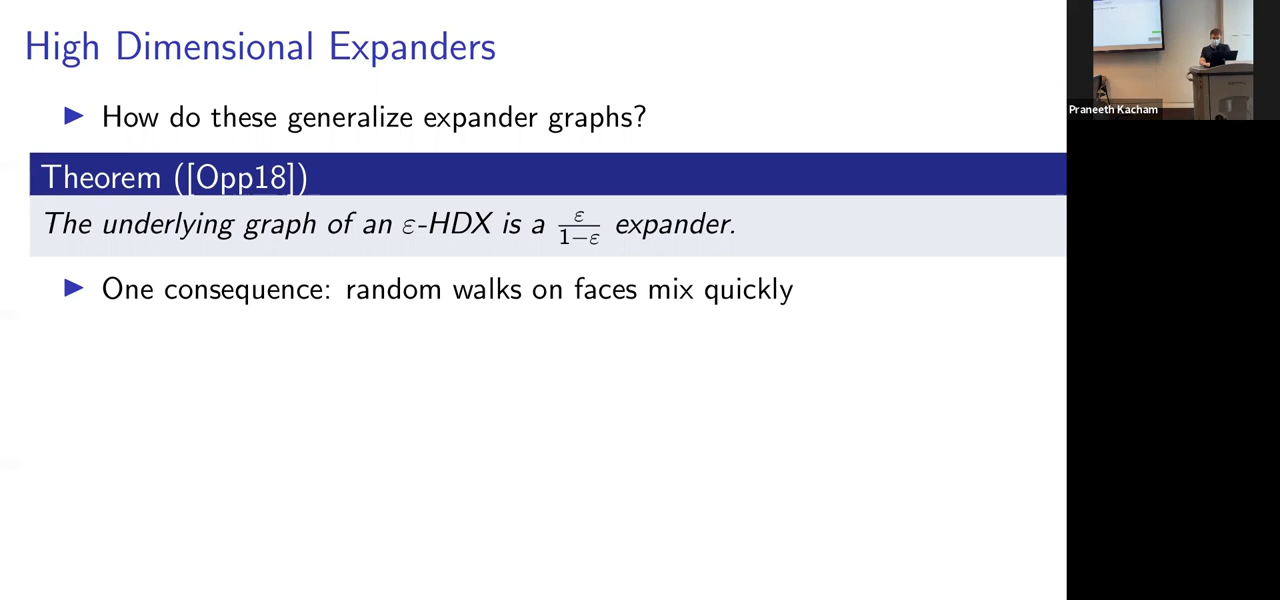 High Dimensional Expanders
▶ How do these generalize expander graphs?
Theorem ([Opp18])
The underlying graph of an ε-HDX is a ε/(1−ε) expander.
▶ One consequence: random walks on faces mix quickly
Praneeth Kacham